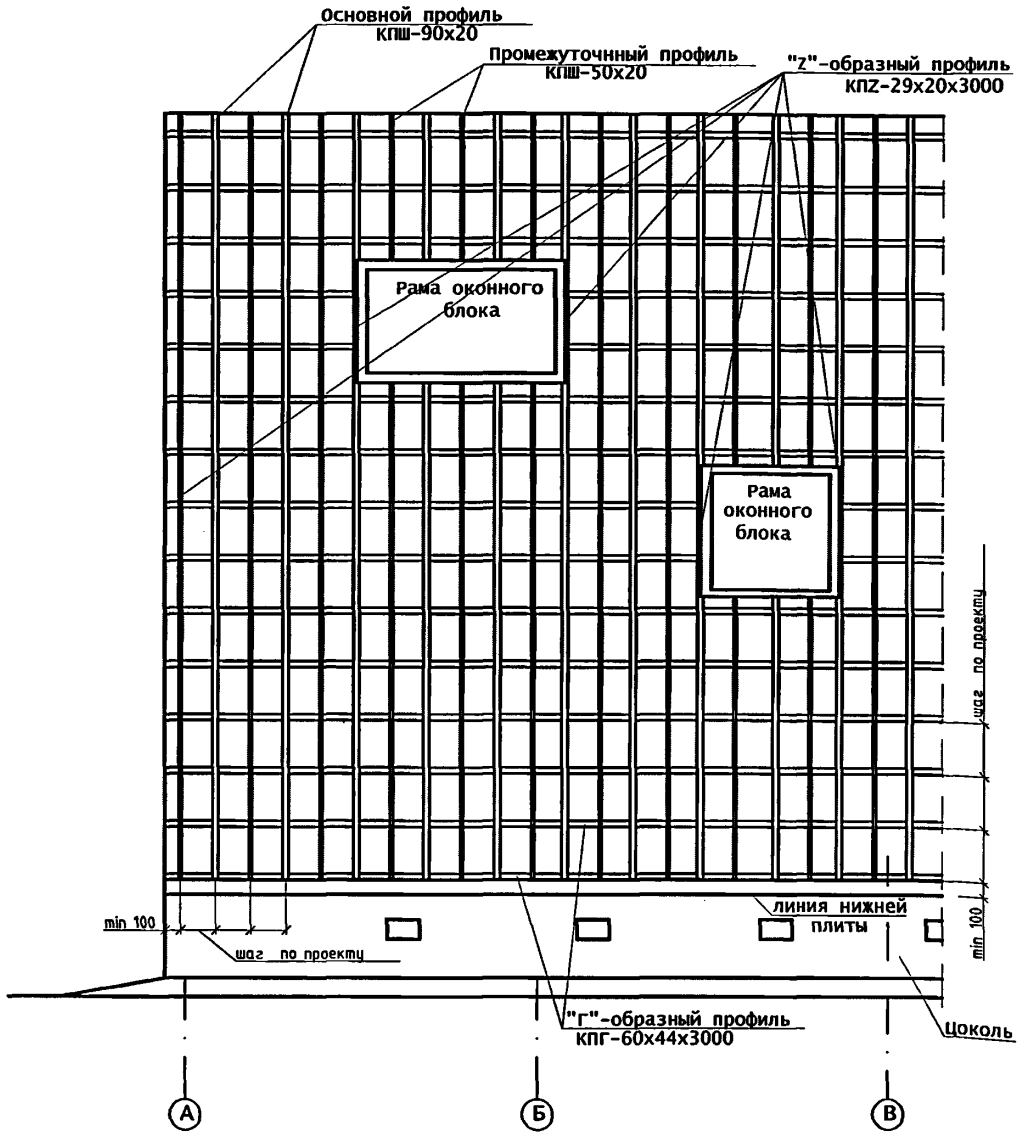 Основной профиль
КПШ-90х20
Промежуточнный профиль
КПШ-50х20
"Z"-образный профиль
КПZ-29х20х3000
Рама оконного
блока
Рама
оконного
блока
шаг по проекту
min 100
шаг по проекту
линия нижней
плиты
min 100
"Г"-образный профиль
КПГ-60х44х3000
Цоколь
А
Б
В